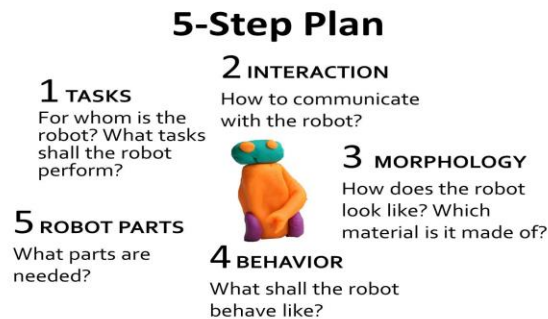 5-Step Plan
1 TASKS
For whom is the
robot? What tasks
shall the robot
perform?
2 INTERACTION
How to communicate
with the robot?
3 MORPHOLOGY
How does the robot
look like? Which
material is it made of?
4 BEHAVIOR
What shall the robot
behave like?
5 ROBOT PARTS
What parts are
needed?